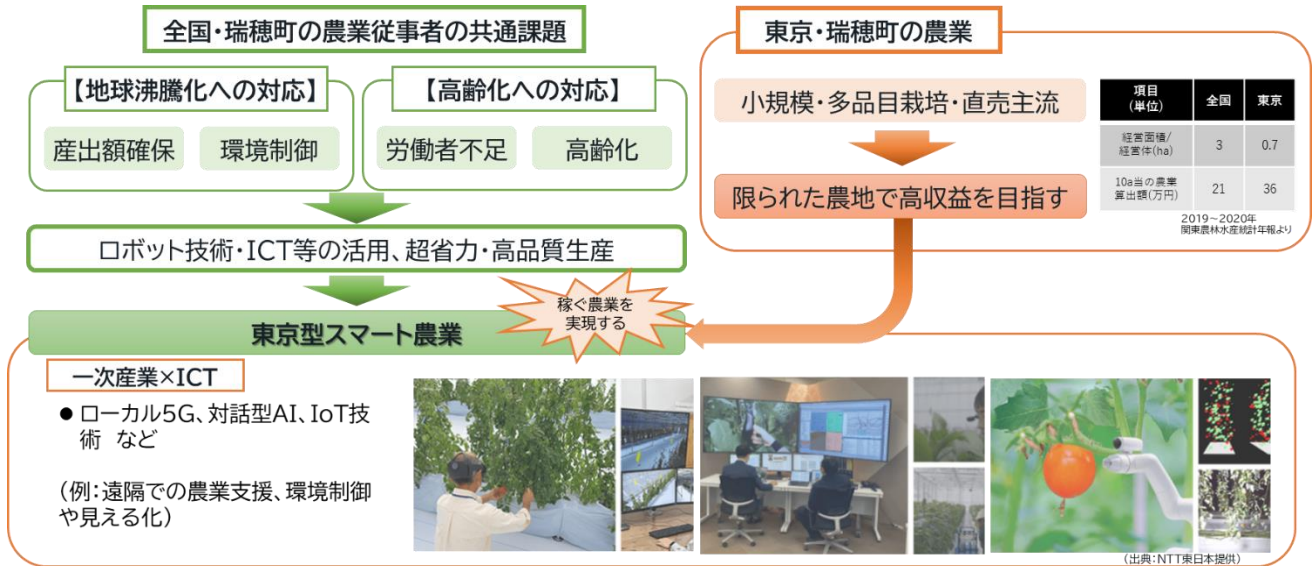 全国・瑞穂町の農業従事者の共通課題
【地球沸騰化への対応】
産出額確保
環境制御
【高齢化への対応】
労働者不足
高齢化
ロボット技術・ICT等の活用、超省力・高品質生産
東京・瑞穂町の農業
小規模・多品目栽培・直売主流
限られた農地で高収益を目指す
項目
(単位)
全国
東京
経営面積/
経営体(ha)
3
0.7
10a当の農業
算出額(万円)
21
36
2019～2020年
関東農林水産統計年報より
稼ぐ農業を
実現する
東京型スマート農業
一次産業×ICT
● ローカル5G、対話型AI、IoT技
術 など
(例:遠隔での農業支援、環境制御
や見える化)
(出典:NTT東日本提供)